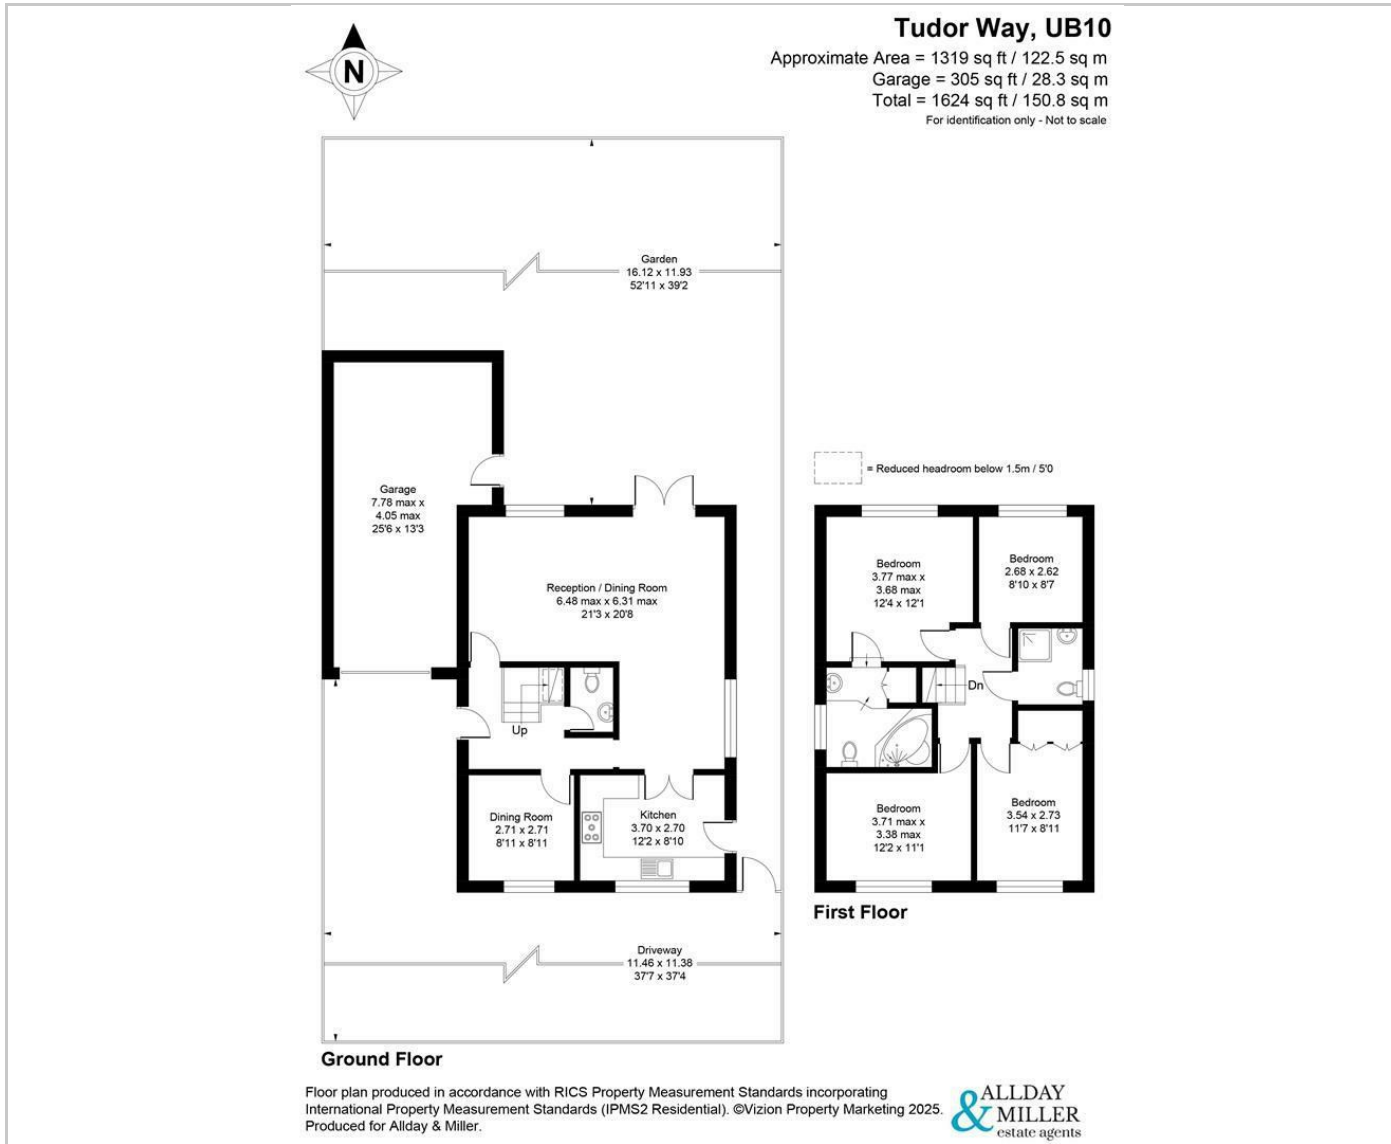 Tudor Way, UB10
Approximate Area = 1319 sq ft / 122.5 sq m
Garage = 305 sq ft / 28.3 sq m
Total = 1624 sq ft / 150.8 sq m
For identification only - Not to scale
N
Garden
16.12 x 11.93
52'11 x 39'2
Garage
7.78 max x
4.05 max
25'6 x 13'3
Reception / Dining Room
6.48 max x 6.31 max
21'3 x 20'8
Up
Dining Room
2.71 x 2.71
8'11 x 8'11
Kitchen
3.70 x 2.70
12'2 x 8'10
Driveway
11.46 x 11.38
37'7 x 37'4
Ground Floor
= Reduced headroom below 1.5m / 5'0
Bedroom
3.77 max x
3.68 max
12'4 x 12'1
Bedroom
2.68 x 2.62
8'10 x 8'7
Dn
Bedroom
3.71 max x
3.38 max
12'2 x 11'1
Bedroom
3.54 x 2.73
11'7 x 8'11
First Floor
Floor plan produced in accordance with RICS Property Measurement Standards incorporating
International Property Measurement Standards (IPMS2 Residential). ©Vizion Property Marketing 2025.
Produced for Allday & Miller.
ALLDAY
& MILLER
estate agents